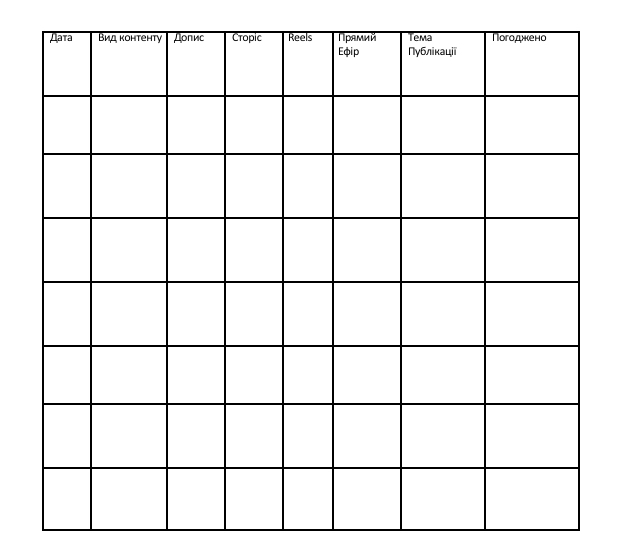 Дата
Вид контенту
Допис
Сторіс
Reels
Прямий
Ефір
Тема
Публікації
Погоджено